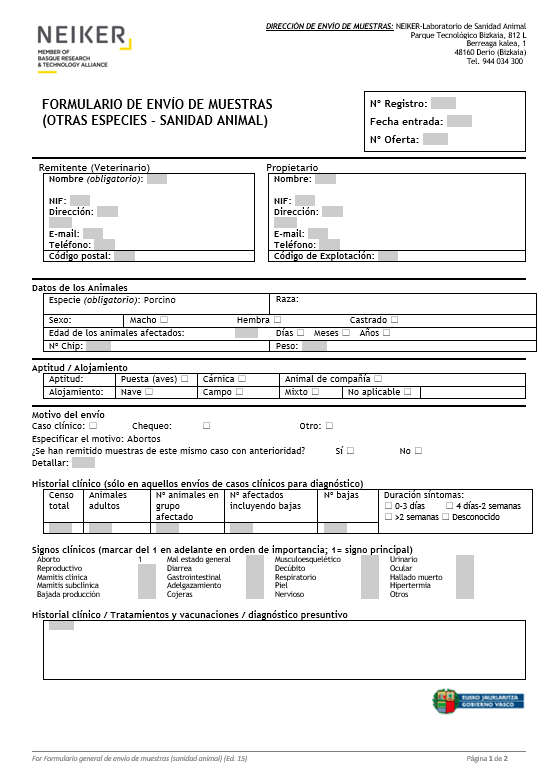 NEIKER
MEMBER OF
BASQUE RESEARCH
& TECHNOLOGY ALLIANCE
DIRECCIÓN DE ENVÍO DE MUESTRAS: NEIKER-Laboratorio de Sanidad Animal
Parque Tecnológico Bizkaia, 812 L
Berreaga kalea, 1
48160 Derio (Bizkaia)
Tel. 944 034 300
FORMULARIO DE ENVÍO DE MUESTRAS
(OTRAS ESPECIES – SANIDAD ANIMAL)
Nº Registro:
Fecha entrada:
Nº Oferta:
Remitente (Veterinario)
Nombre (obligatorio):
NIF:
Dirección:
E-mail:
Teléfono:
Código postal:
Propietario
Nombre:
NIF:
Dirección:
E-mail:
Teléfono:
Código de Explotación:
Datos de los Animales
Especie (obligatorio): Porcino Raza:
Sexo: Macho ☐ Hembra ☐ Castrado ☐
Edad de los animales afectados: Días ☐ Meses ☐ Años ☐
Nº Chip: Peso:
Aptitud / Alojamiento
Aptitud: Puesta (aves) ☐ Cárnica ☐ Animal de compañía ☐
Alojamiento: Nave ☐ Campo ☐ Mixto ☐ No aplicable ☐
Motivo del envío
Caso clínico: ☐ Chequeo: ☐ Otro: ☐
Especificar el motivo: Abortos
¿Se han remitido muestras de este mismo caso con anterioridad? Sí ☐ No ☐
Detallar:
Historial clínico (sólo en aquellos envíos de casos clínicos para diagnóstico)
Censo total
Animales adultos
Nº animales en grupo afectado
Nº afectados incluyendo bajas
Nº bajas
Duración síntomas:
☐ 0-3 días ☐ 4 días-2 semanas
☐ >2 semanas ☐ Desconocido
Signos clínicos (marcar del 1 en adelante en orden de importancia; 1= signo principal)
Aborto 1 Mal estado general Musculoesquelético Urinario
Reproductivo Diarrea Decúbito Ocular
Mamitis clínica Gastrointestinal Respiratorio Hallado muerto
Mamitis subclínica Adelgazamiento Piel Hipertermia
Bajada producción Cojeras Nervioso Otros
Historial clínico / Tratamientos y vacunaciones / diagnóstico presuntivo
EUSKO JAURLARITZA
GOBIERNO VASCO
For Formulario general de envío de muestras (sanidad animal) (Ed. 15) Página 1 de 2